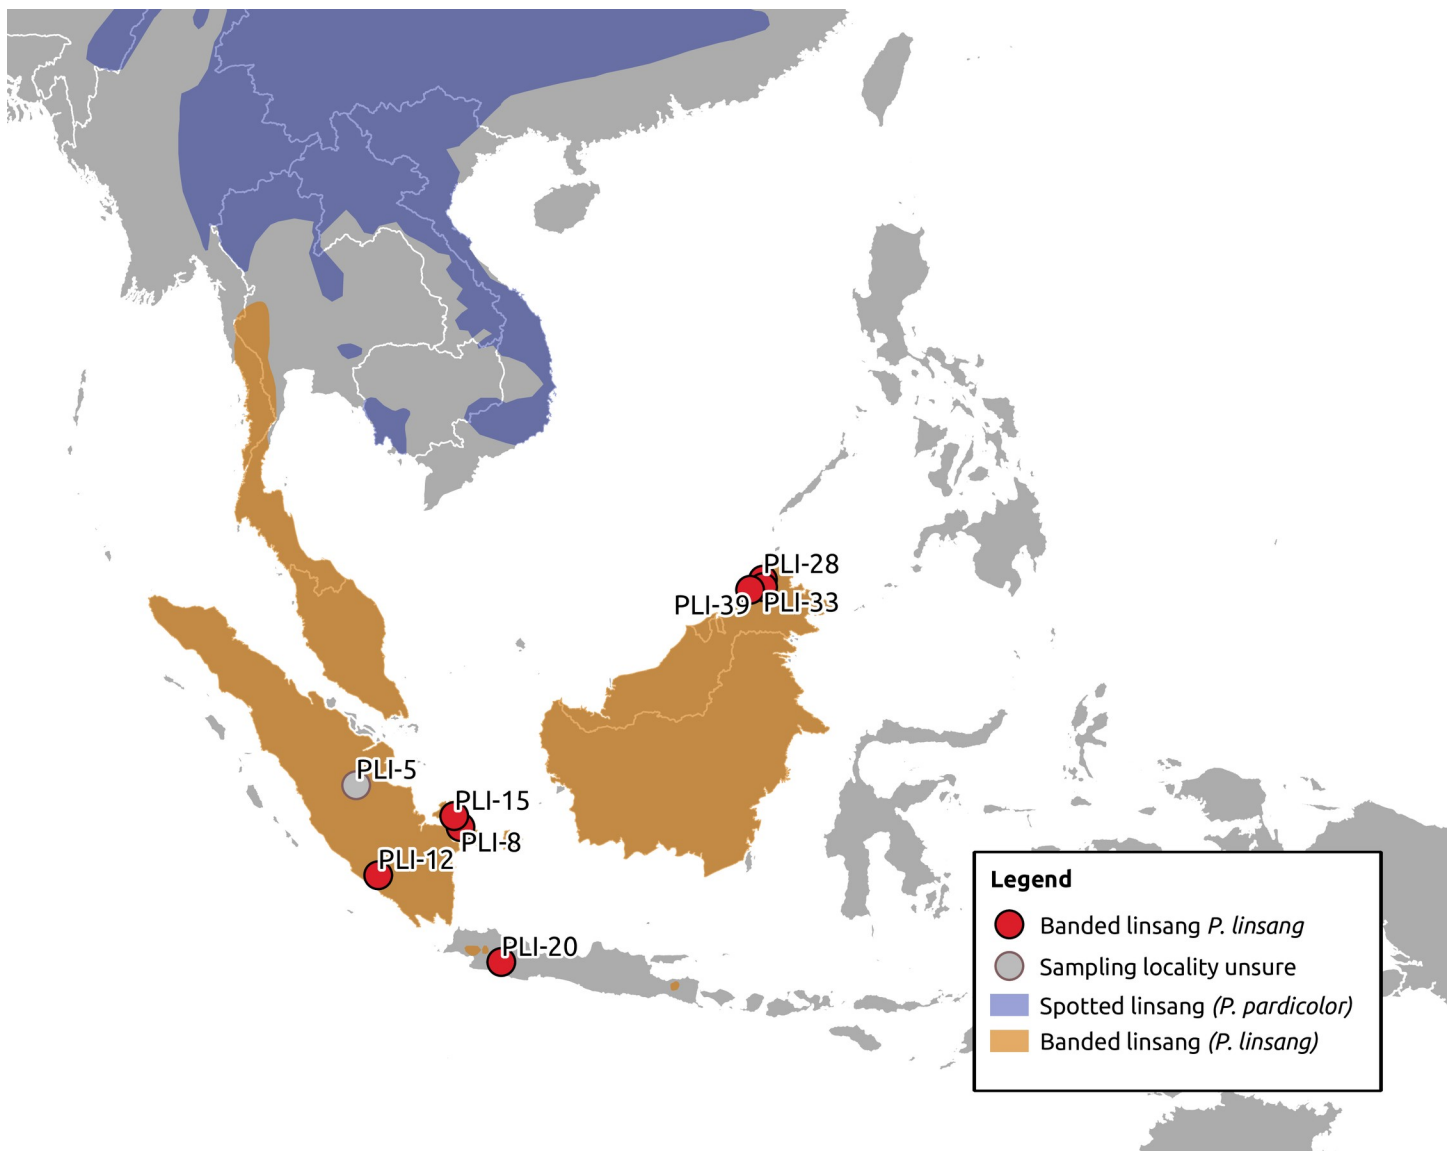 PLI-28
PLI-39
PLI-33
PLI-5
PLI-15
PLI-8
PLI-12
PLI-20
Legend
Banded linsang P. linsang
Sampling locality unsure
Spotted linsang (P. pardicolor)
Banded linsang (P. linsang)